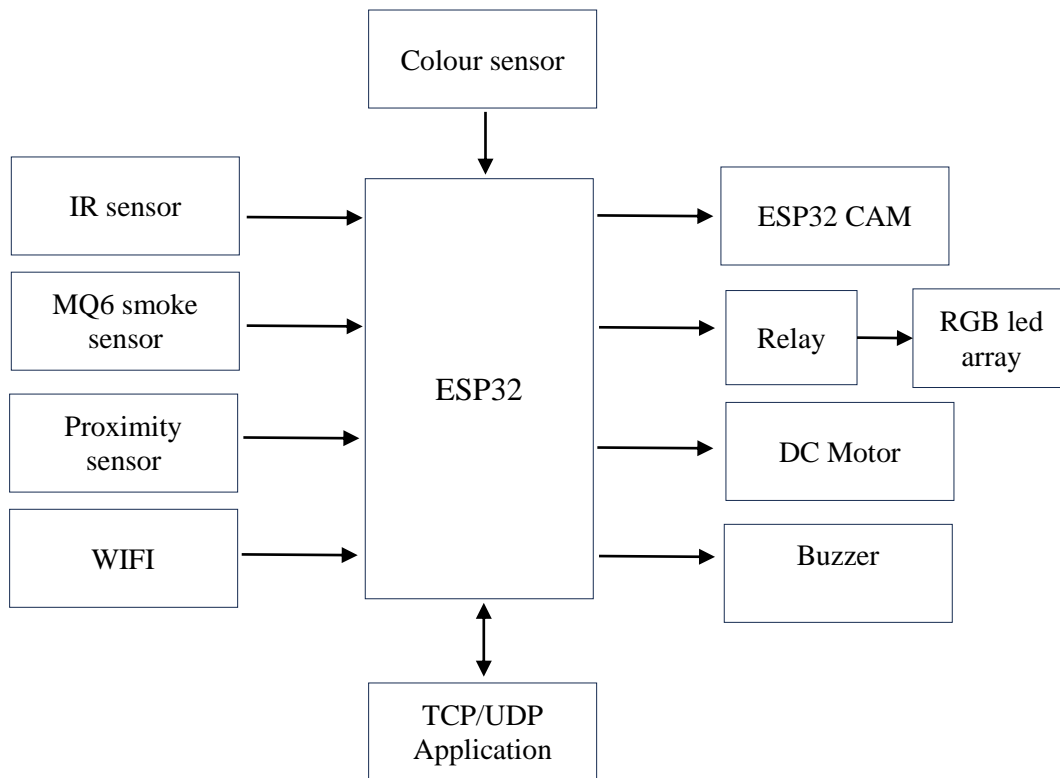 Colour sensor
IR sensor
ESP32 CAM
MQ6 smoke
sensor
Relay
RGB led
array
ESP32
Proximity
sensor
DC Motor
WIFI
Buzzer
TCP/UDP
Application